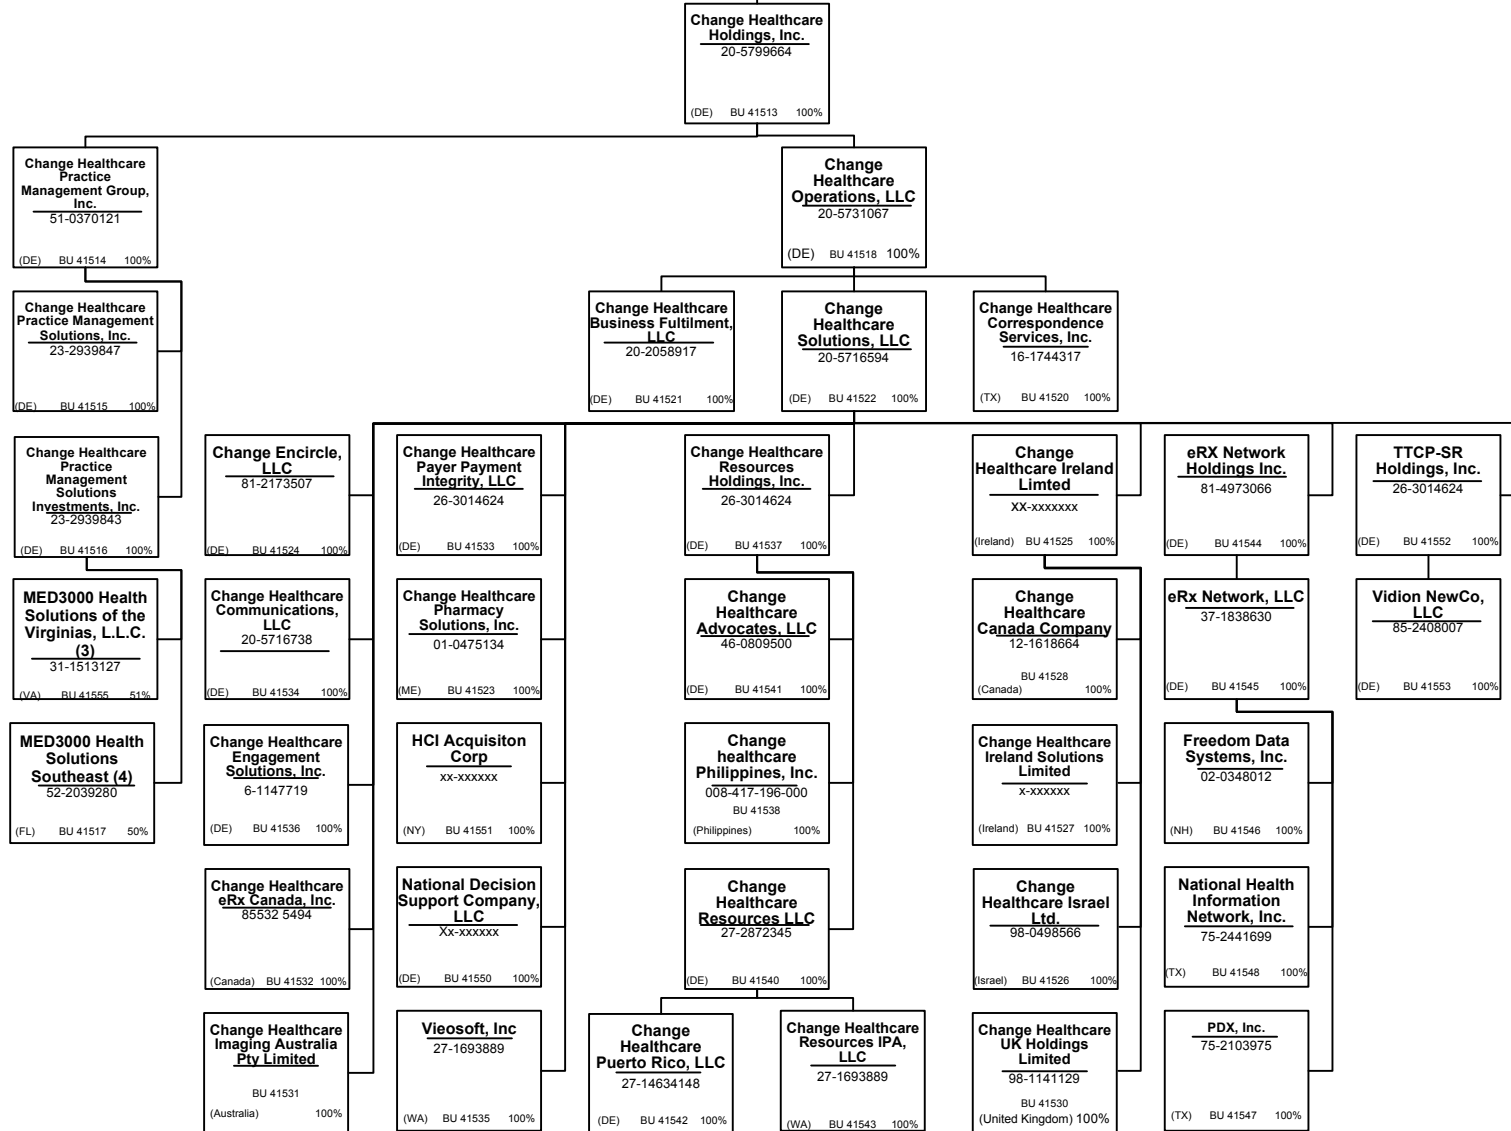 Change Healthcare
Holdings, Inc.
20-5799664
(DE) BU 41513 100%
Change Healthcare
Practice
Management Group,
Inc.
51-0370121
(DE) BU 41514 100%
Change
Healthcare
Operations, LLC
20-5731067
(DE) BU 41518 100%
Change Healthcare
Practice Management
Solutions, Inc.
23-2939847
(DE) BU 41515 100%
Change Healthcare
Business Fultilment,
LLC
20-2058917
(DE) BU 41521 100%
Change
Healthcare
Solutions, LLC
20-5716594
(DE) BU 41522 100%
Change Healthcare
Correspondence
Services, Inc.
16-1744317
(TX) BU 41520 100%
Change Healthcare
Practice
Management
Solutions
Investments, Inc.
23-2939843
(DE) BU 41516 100%
Change Encircle,
LLC
81-2173507
(DE) BU 41524 100%
Change Healthcare
Payer Payment
Integrity, LLC
26-3014624
(DE) BU 41533 100%
Change Healthcare
Resources
Holdings, Inc.
26-3014624
(DE) BU 41537 100%
Change
Healthcare Ireland
Limted
XX-xxxxxxx
(Ireland) BU 41525 100%
eRX Network
Holdings Inc.
81-4973066
(DE) BU 41544 100%
TTCP-SR
Holdings, Inc.
26-3014624
(DE) BU 41552 100%
MED3000 Health
Solutions of the
Virginias, L.L.C.
(3)
31-1513127
(VA) BU 41555 51%
Change Healthcare
Communications,
LLC
20-5716738
(DE) BU 41534 100%
Change Healthcare
Pharmacy
Solutions, Inc.
01-0475134
(ME) BU 41523 100%
Change
Healthcare
Advocates, LLC
46-0809500
(DE) BU 41541 100%
Change
Healthcare
Canada Company
12-1618664
BU 41528
(Canada) 100%
eRx Network, LLC
37-1838630
(DE) BU 41545 100%
Vidion NewCo,
LLC
85-2408007
(DE) BU 41553 100%
MED3000 Health
Solutions
Southeast (4)
52-2039280
(FL) BU 41517 50%
Change Healthcare
Engagement
Solutions, Inc.
6-1147719
(DE) BU 41536 100%
HCI Acquisiton
Corp
xx-xxxxxx
(NY) BU 41551 100%
Change
healthcare
Philippines, Inc.
008-417-196-000
BU 41538
(Philippines) 100%
Change Healthcare
Ireland Solutions
Limited
x-xxxxxx
(Ireland) BU 41527 100%
Freedom Data
Systems, Inc.
02-0348012
(NH) BU 41546 100%
Change Healthcare
eRx Canada, Inc.
85532 5494
(Canada) BU 41532 100%
National Decision
Support Company,
LLC
Xx-xxxxxx
(DE) BU 41550 100%
Change
Healthcare
Resources LLC
27-2872345
(DE) BU 41540 100%
Change
Healthcare Israel
Ltd.
98-0498566
(Israel) BU 41526 100%
National Health
Information
Network, Inc.
75-2441699
(TX) BU 41548 100%
Change Healthcare
Imaging Australia
Pty Limited
BU 41531
(Australia) 100%
Vieosoft, Inc
27-1693889
(WA) BU 41535 100%
Change
Healthcare
Puerto Rico, LLC
27-14634148
(DE) BU 41542 100%
Change Healthcare
Resources IPA,
LLC
27-1693889
(WA) BU 41543 100%
Change Healthcare
UK Holdings
Limited
98-1141129
BU 41530
(United Kingdom) 100%
PDX, Inc.
75-2103975
(TX) BU 41547 100%